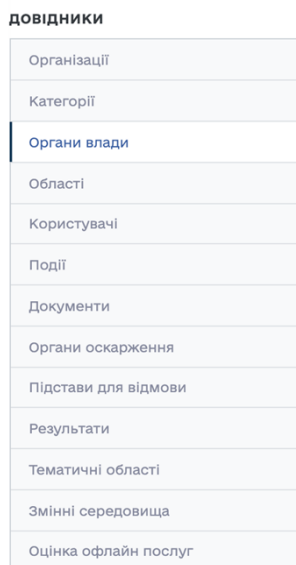 ДОВІДНИКИ
Організації
Категорії
Органи влади
Області
Користувачі
Події
Документи
Органи оскарження
Підстави для відмови
Результати
Тематичні області
Змінні середовища
Оцінка офлайн послуг